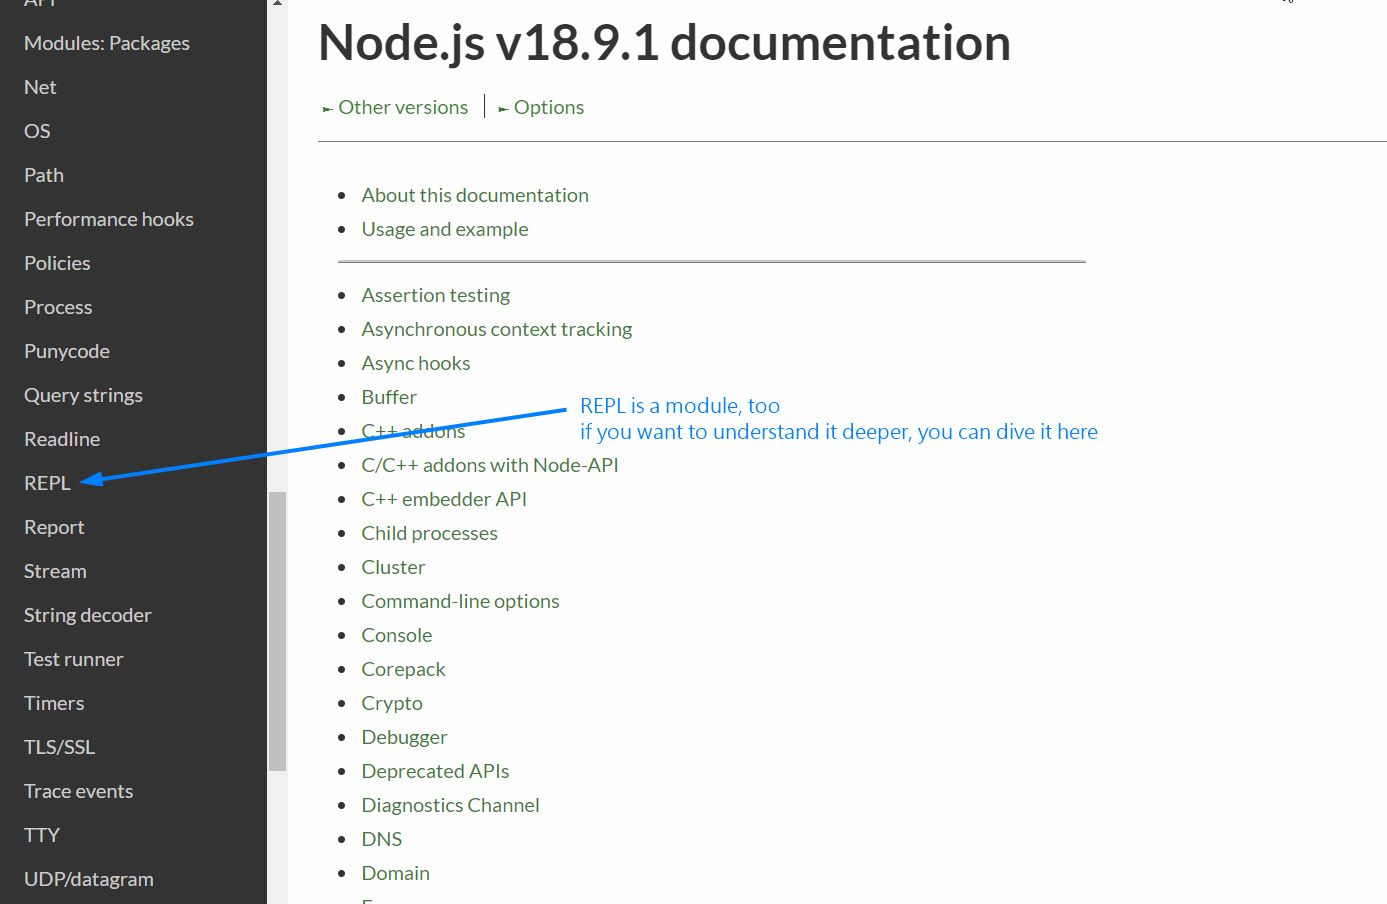 API
Modules: Packages
Net
OS
Path
Performance hooks
Policies
Process
Punycode
Query strings
Readline
REPL
Report
Stream
String decoder
Test runner
Timers
TLS/SSL
Trace events
TTY
UDP/datagram
Node.js v18.9.1 documentation
► Other versions | ► Options
• About this documentation
• Usage and example
• Assertion testing
• Asynchronous context tracking
• Async hooks
• Buffer
• C++ addons
• C/C++ addons with Node-API
• C++ embedder API
• Child processes
• Cluster
• Command-line options
• Console
• Corepack
• Crypto
• Debugger
• Deprecated APIs
• Diagnostics Channel
• DNS
• Domain
REPL is a module, too
if you want to understand it deeper, you can dive it here